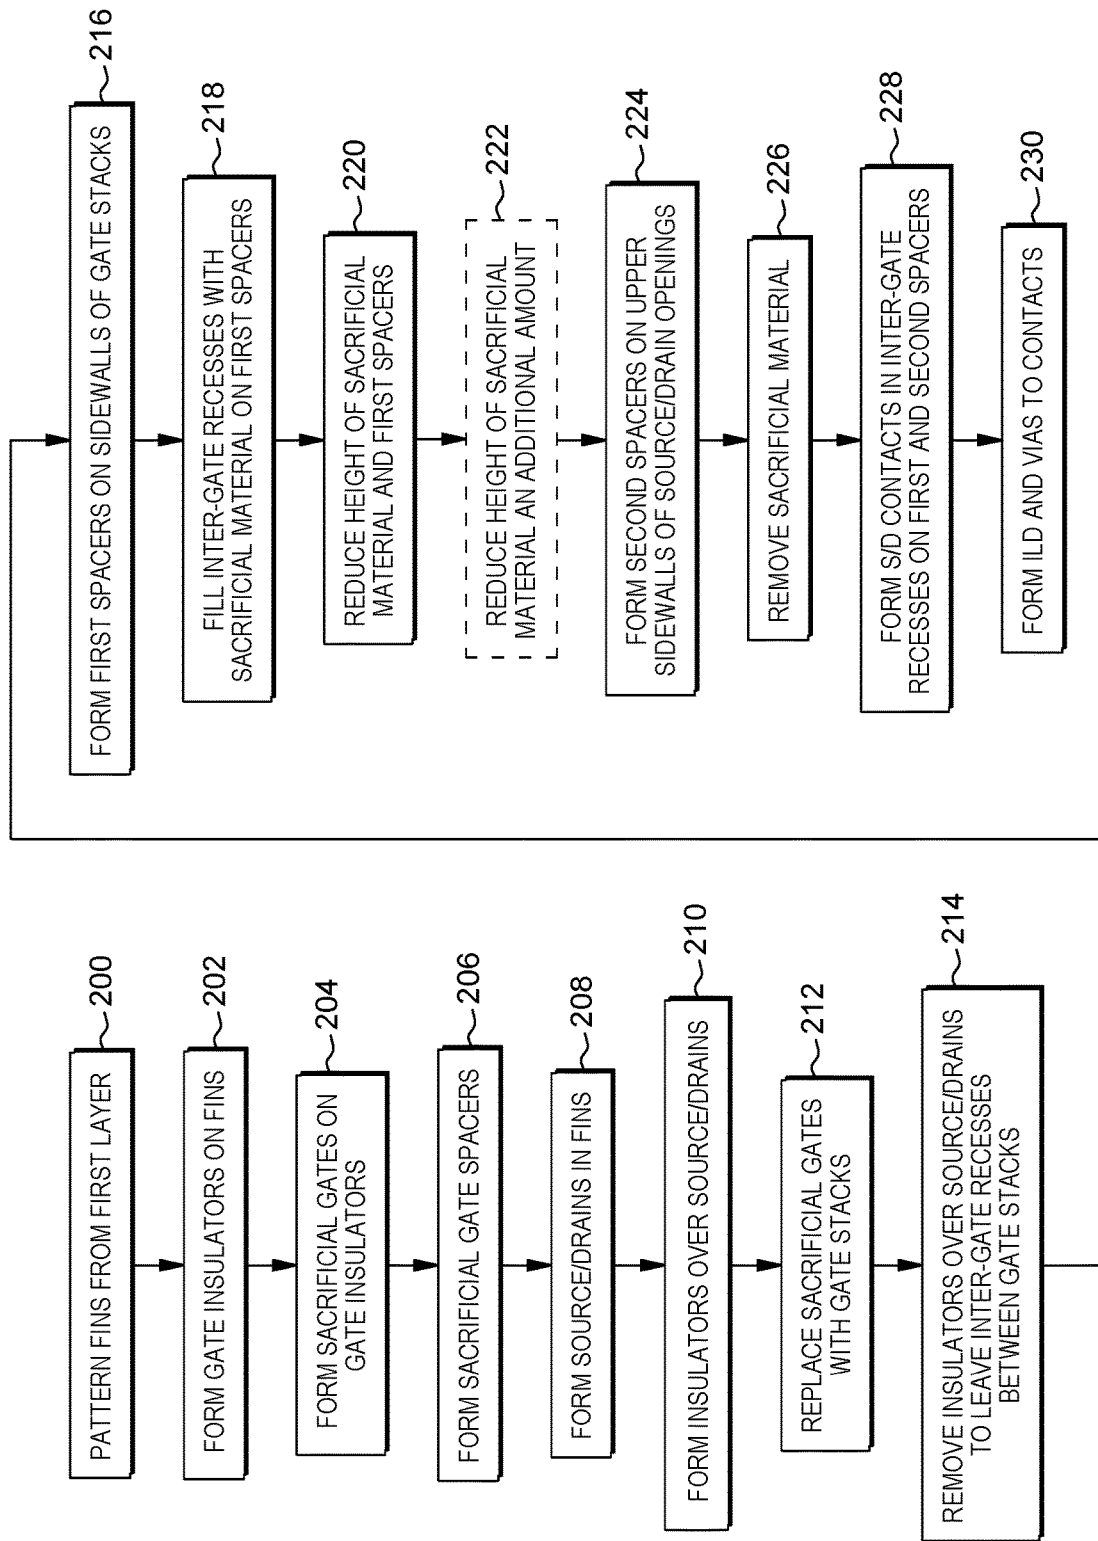 PATTERN FINS FROM FIRST LAYER
200
FORM GATE INSULATORS ON FINS
202
FORM SACRIFICIAL GATES ON
GATE INSULATORS
204
FORM SACRIFICIAL GATE SPACERS
206
FORM SOURCE/DRAINS IN FINS
208
FORM INSULATORS OVER SOURCE/DRAINS
210
REPLACE SACRIFICIAL GATES
WITH GATE STACKS
212
REMOVE INSULATORS OVER SOURCE/DRAINS
TO LEAVE INTER-GATE RECESSES
BETWEEN GATE STACKS
214
FORM FIRST SPACERS ON SIDEWALLS OF GATE STACKS
216
FILL INTER-GATE RECESSES WITH
SACRIFICIAL MATERIAL ON FIRST SPACERS
218
REDUCE HEIGHT OF SACRIFICIAL
MATERIAL AND FIRST SPACERS
220
REDUCE HEIGHT OF SACRIFICIAL
MATERIAL AN ADDITIONAL AMOUNT
222
FORM SECOND SPACERS ON UPPER
SIDEWALLS OF SOURCE/DRAIN OPENINGS
224
REMOVE SACRIFICIAL MATERIAL
226
FORM S/D CONTACTS IN INTER-GATE
RECESSES ON FIRST AND SECOND SPACERS
228
FORM ILD AND VIAS TO CONTACTS
230